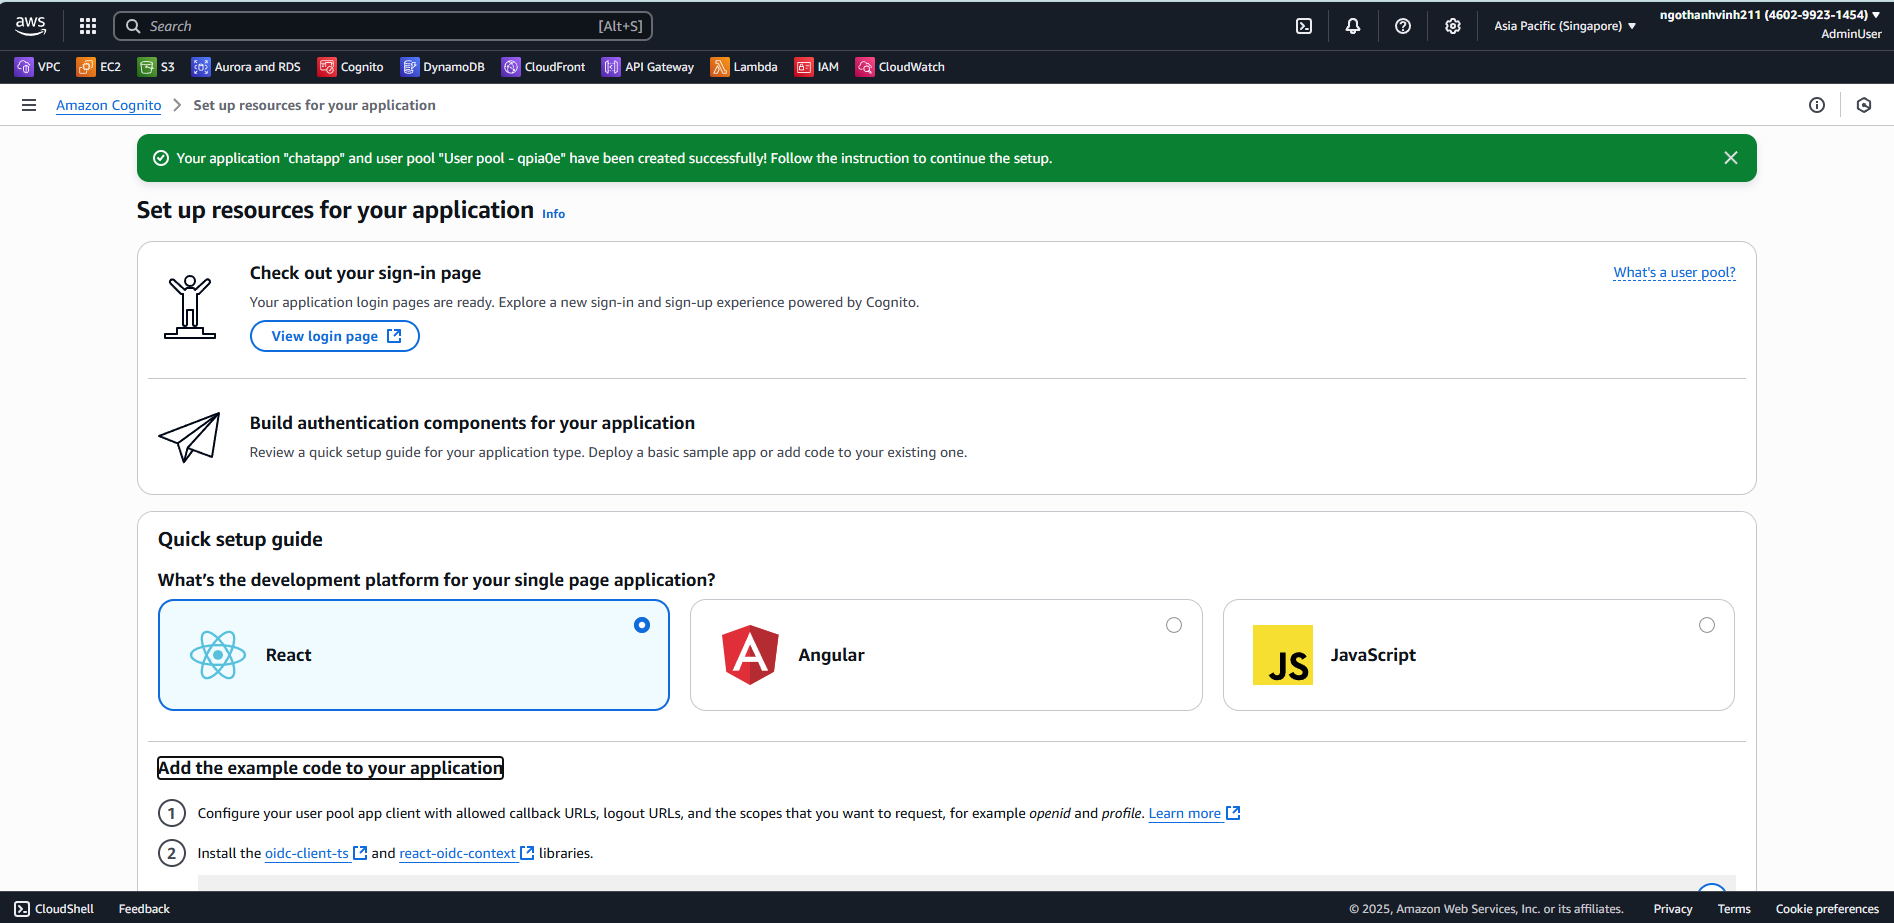 aws
Search [Alt+S]
Asia Pacific (Singapore)
ngothanhvinh211 (4602-9923-1454)
AdminUser
VPC EC2 S3 Aurora and RDS Cognito DynamoDB CloudFront API Gateway Lambda IAM CloudWatch
Amazon Cognito > Set up resources for your application
Your application "chatapp" and user pool "User pool - qpia0e" have been created successfully! Follow the instruction to continue the setup.
Set up resources for your application Info
Check out your sign-in page
What's a user pool?
Your application login pages are ready. Explore a new sign-in and sign-up experience powered by Cognito.
View login page
Build authentication components for your application
Review a quick setup guide for your application type. Deploy a basic sample app or add code to your existing one.
Quick setup guide
What's the development platform for your single page application?
React
Angular
JS JavaScript
Add the example code to your application
1 Configure your user pool app client with allowed callback URLs, logout URLs, and the scopes that you want to request, for example openid and profile. Learn more
2 Install the oidc-client-ts and react-oidc-context libraries.
CloudShell Feedback © 2025, Amazon Web Services, Inc. or its affiliates. Privacy Terms Cookie preferences